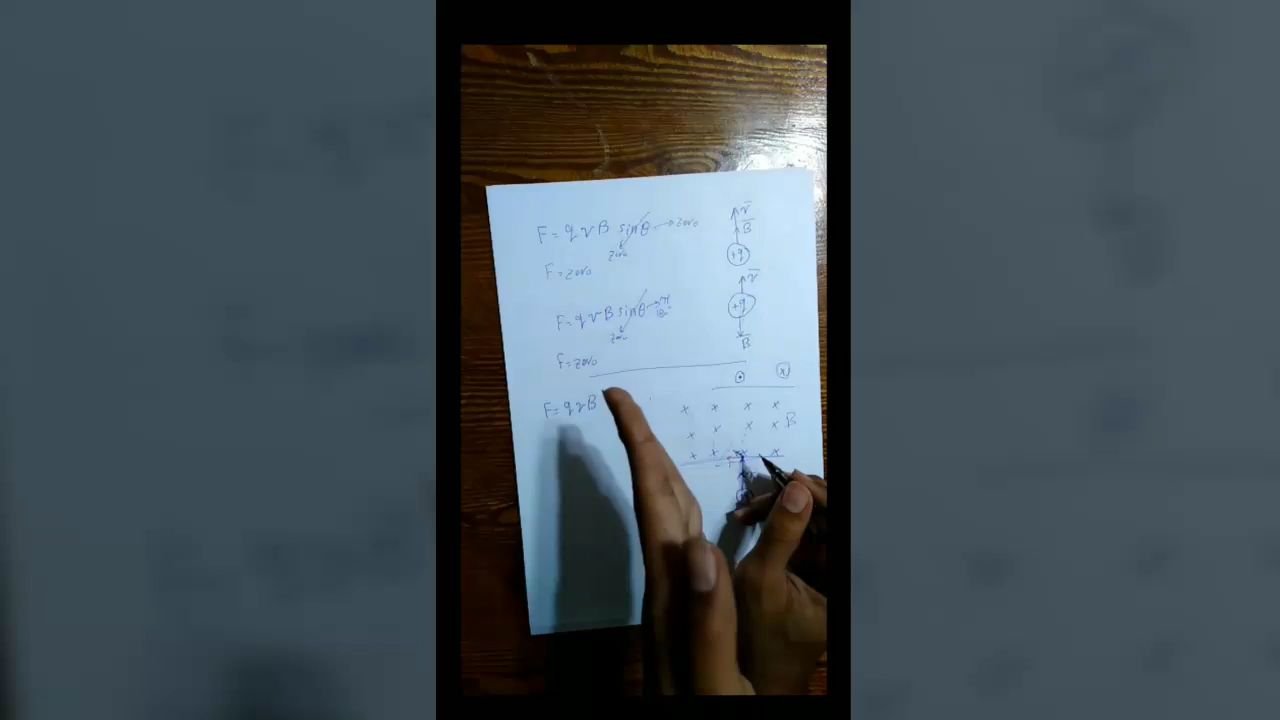 F = q v B sinθ → zero
zero
F = zero
v
B
+q
F = q v B sinθ → π
180°
zero
F = zero
v
+q
B
• x
F = q v B
x x x x
x x x x B
x x x x x